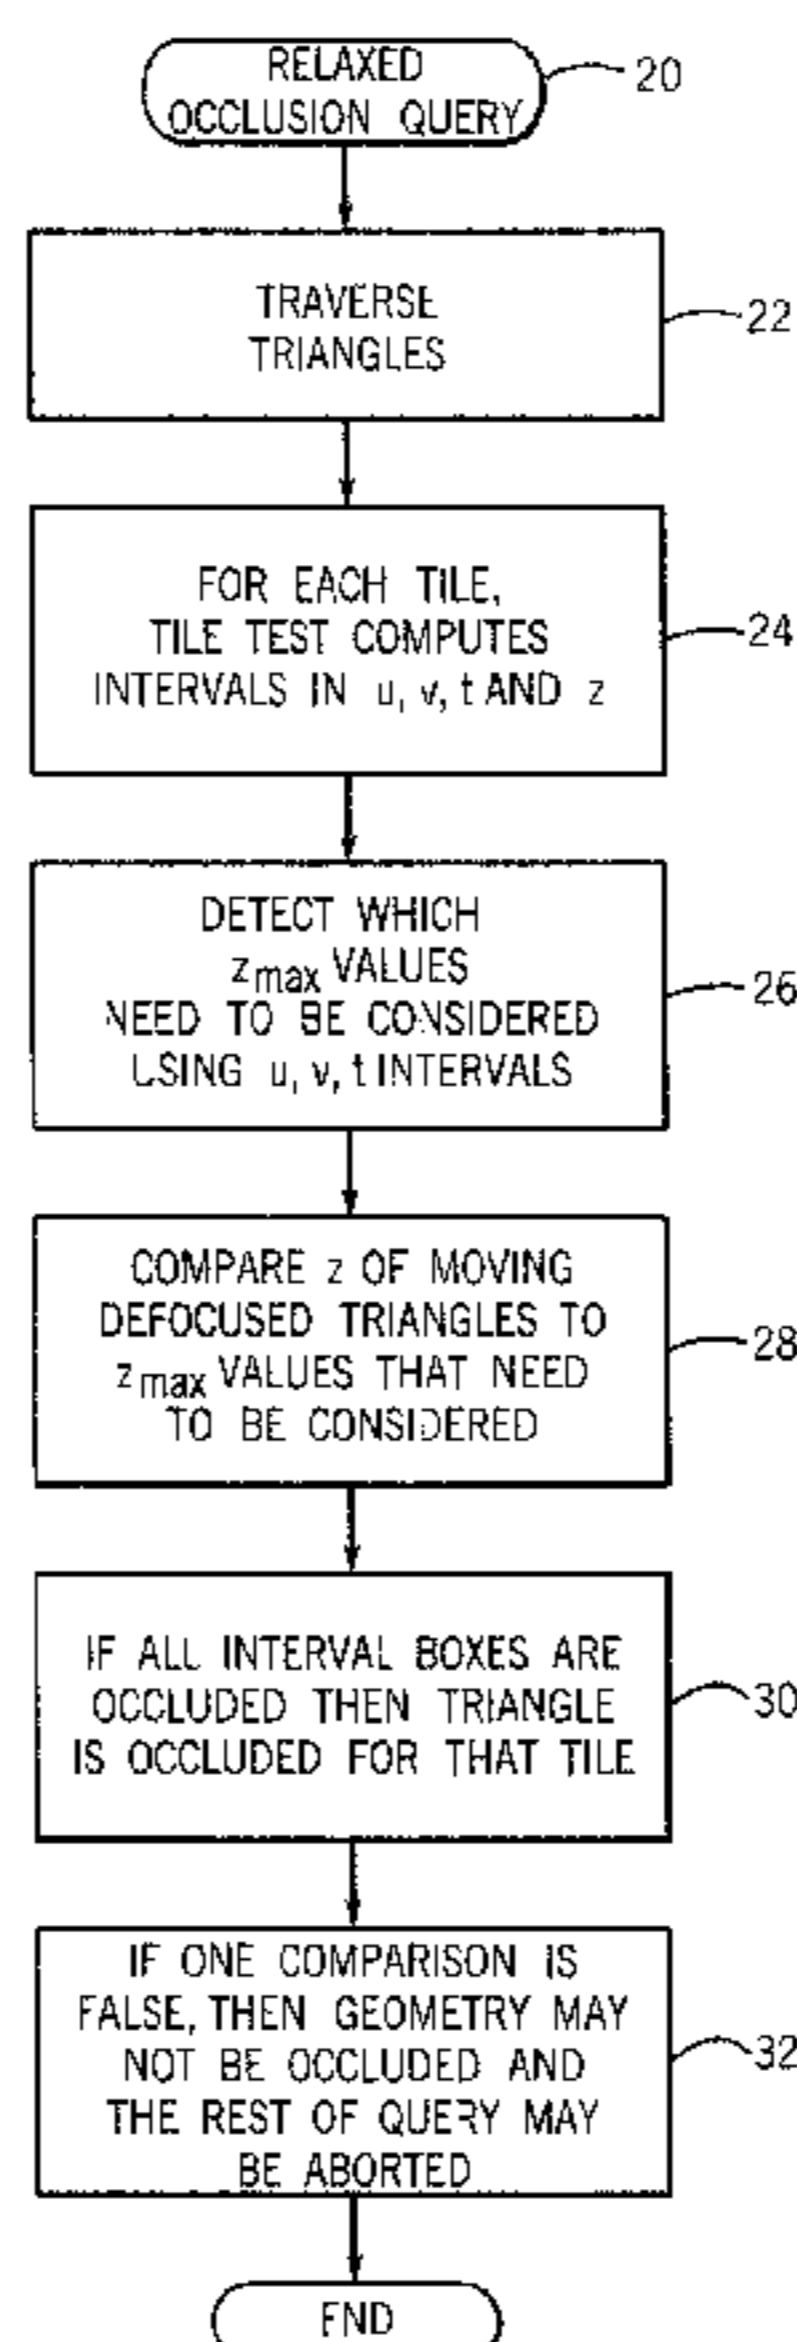 RELAXED
OCCLUSION QUERY
20
TRAVERSE
TRIANGLES
22
FOR EACH TILE,
TILE TEST COMPUTES
INTERVALS IN u, v, t AND z
24
DETECT WHICH
zmax VALUES
NEED TO BE CONSIDERED
USING u, v, t INTERVALS
26
COMPARE z OF MOVING
DEFOCUSED TRIANGLES TO
zmax VALUES THAT NEED
TO BE CONSIDERED
28
IF ALL INTERVAL BOXES ARE
OCCLUDED THEN TRIANGLE
IS OCCLUDED FOR THAT TILE
30
IF ONE COMPARISON IS
FALSE, THEN GEOMETRY MAY
NOT BE OCCLUDED AND
THE REST OF QUERY MAY
BE ABORTED
32
END